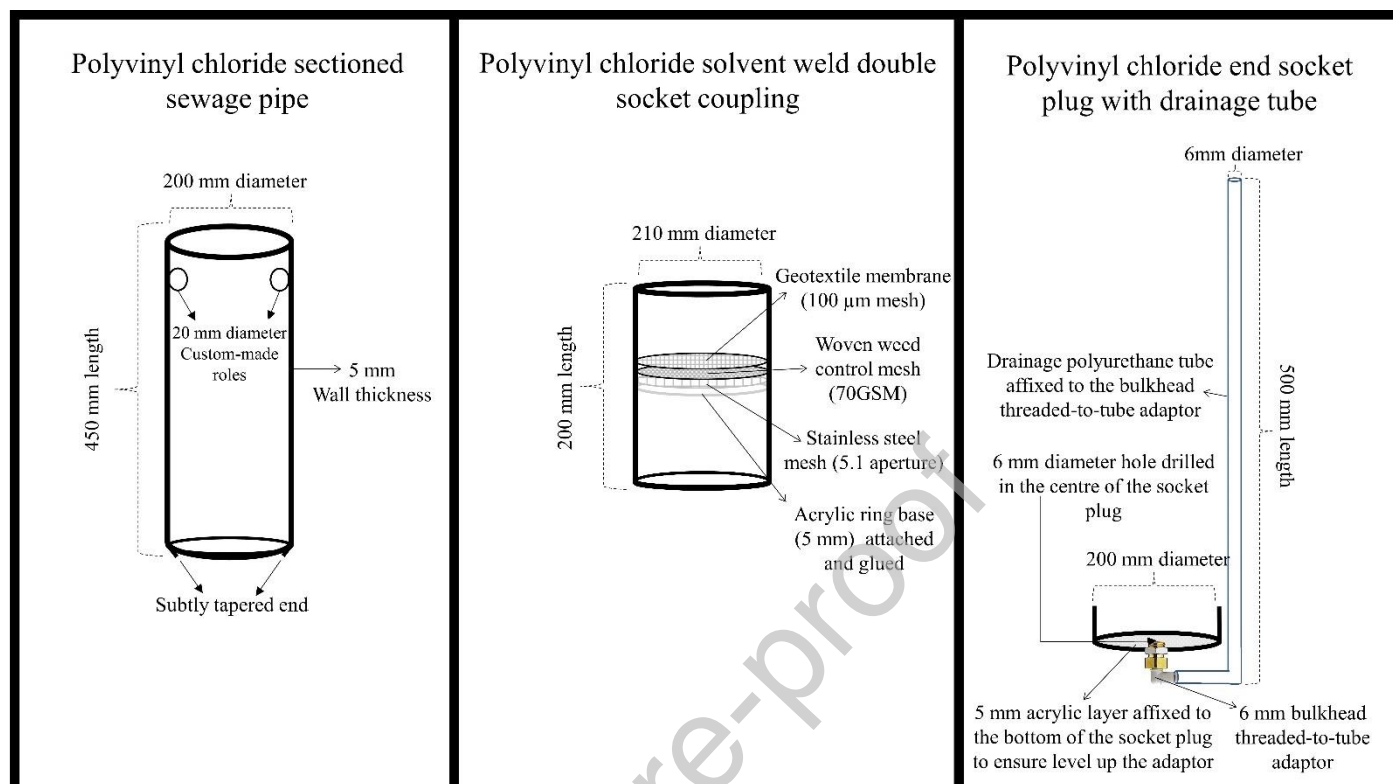 Polyvinyl chloride sectioned
sewage pipe
200 mm diameter
450 mm length
20 mm diameter
Custom-made
roles
5 mm
Wall thickness
Subtly tapered end
Polyvinyl chloride solvent weld double
socket coupling
210 mm diameter
200 mm length
Geotextile membrane
(100 µm mesh)
Woven weed
control mesh
(70GSM)
Stainless steel
mesh (5.1 aperture)
Acrylic ring base
(5 mm) attached
and glued
Polyvinyl chloride end socket
plug with drainage tube
6mm diameter
500 mm length
Drainage polyurethane tube
affixed to the bulkhead
threaded-to-tube adaptor
6 mm diameter hole drilled
in the centre of the socket
plug
200 mm diameter
5 mm acrylic layer affixed to
the bottom of the socket plug
to ensure level up the adaptor
6 mm bulkhead
threaded-to-tube
adaptor
re-proof